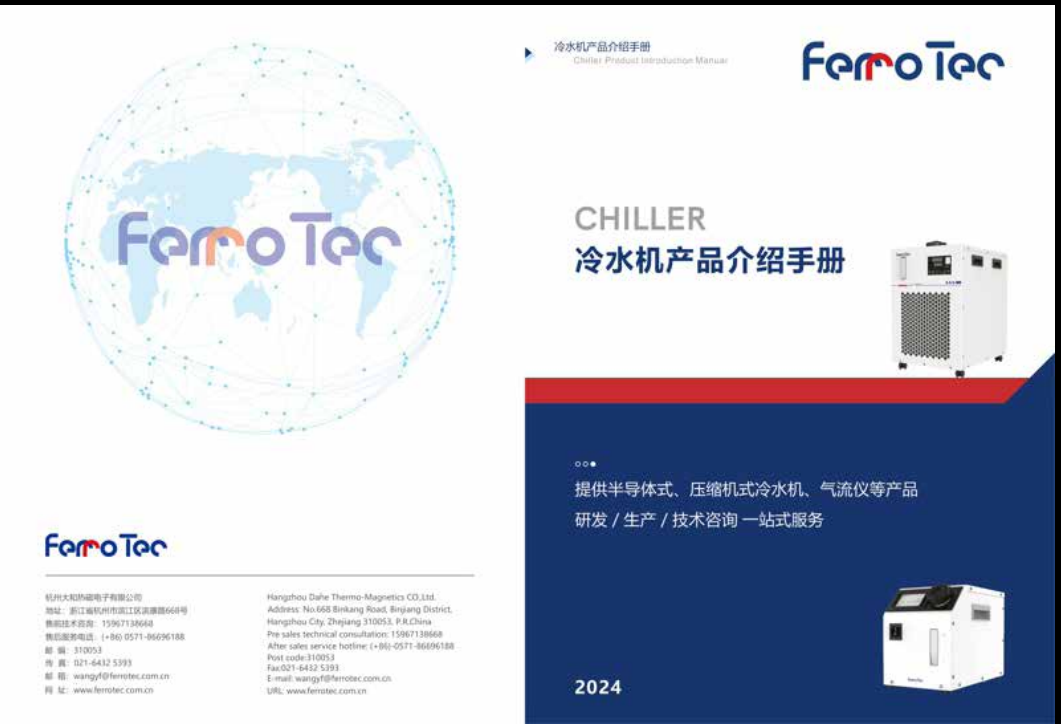 Ferro Tec
Ferro Tec
杭州大和热磁电子有限公司
地址：浙江省杭州市滨江区滨康路668号
售前技术咨询：15967138668
售后服务电话：(+86) 0571-86696188
邮 编：310053
传 真：021-6432 5393
邮 箱：wangyf@ferrotec.com.cn
网 址：www.ferrotec.com.cn
Hangzhou Dahe Thermo-Magnetics CO,Ltd.
Address: No.668 Binkang Road, Binjiang District,
Hangzhou City, Zhejiang 310053, P.R.China
Pre sales technical consultation: 15967138668
After sales service hotline: (+86)-0571-86696188
Post code:310053
Fax:021-6432 5393
E-mail: wangyf@ferrotec.com.cn
URL: www.ferrotec.com.cn
冷水机产品介绍手册
Chiller Product Introduction Manuar
Ferro Tec
CHILLER
冷水机产品介绍手册
提供半导体式、压缩机式冷水机、气流仪等产品
研发 / 生产 / 技术咨询 一站式服务
FerroTec
2024